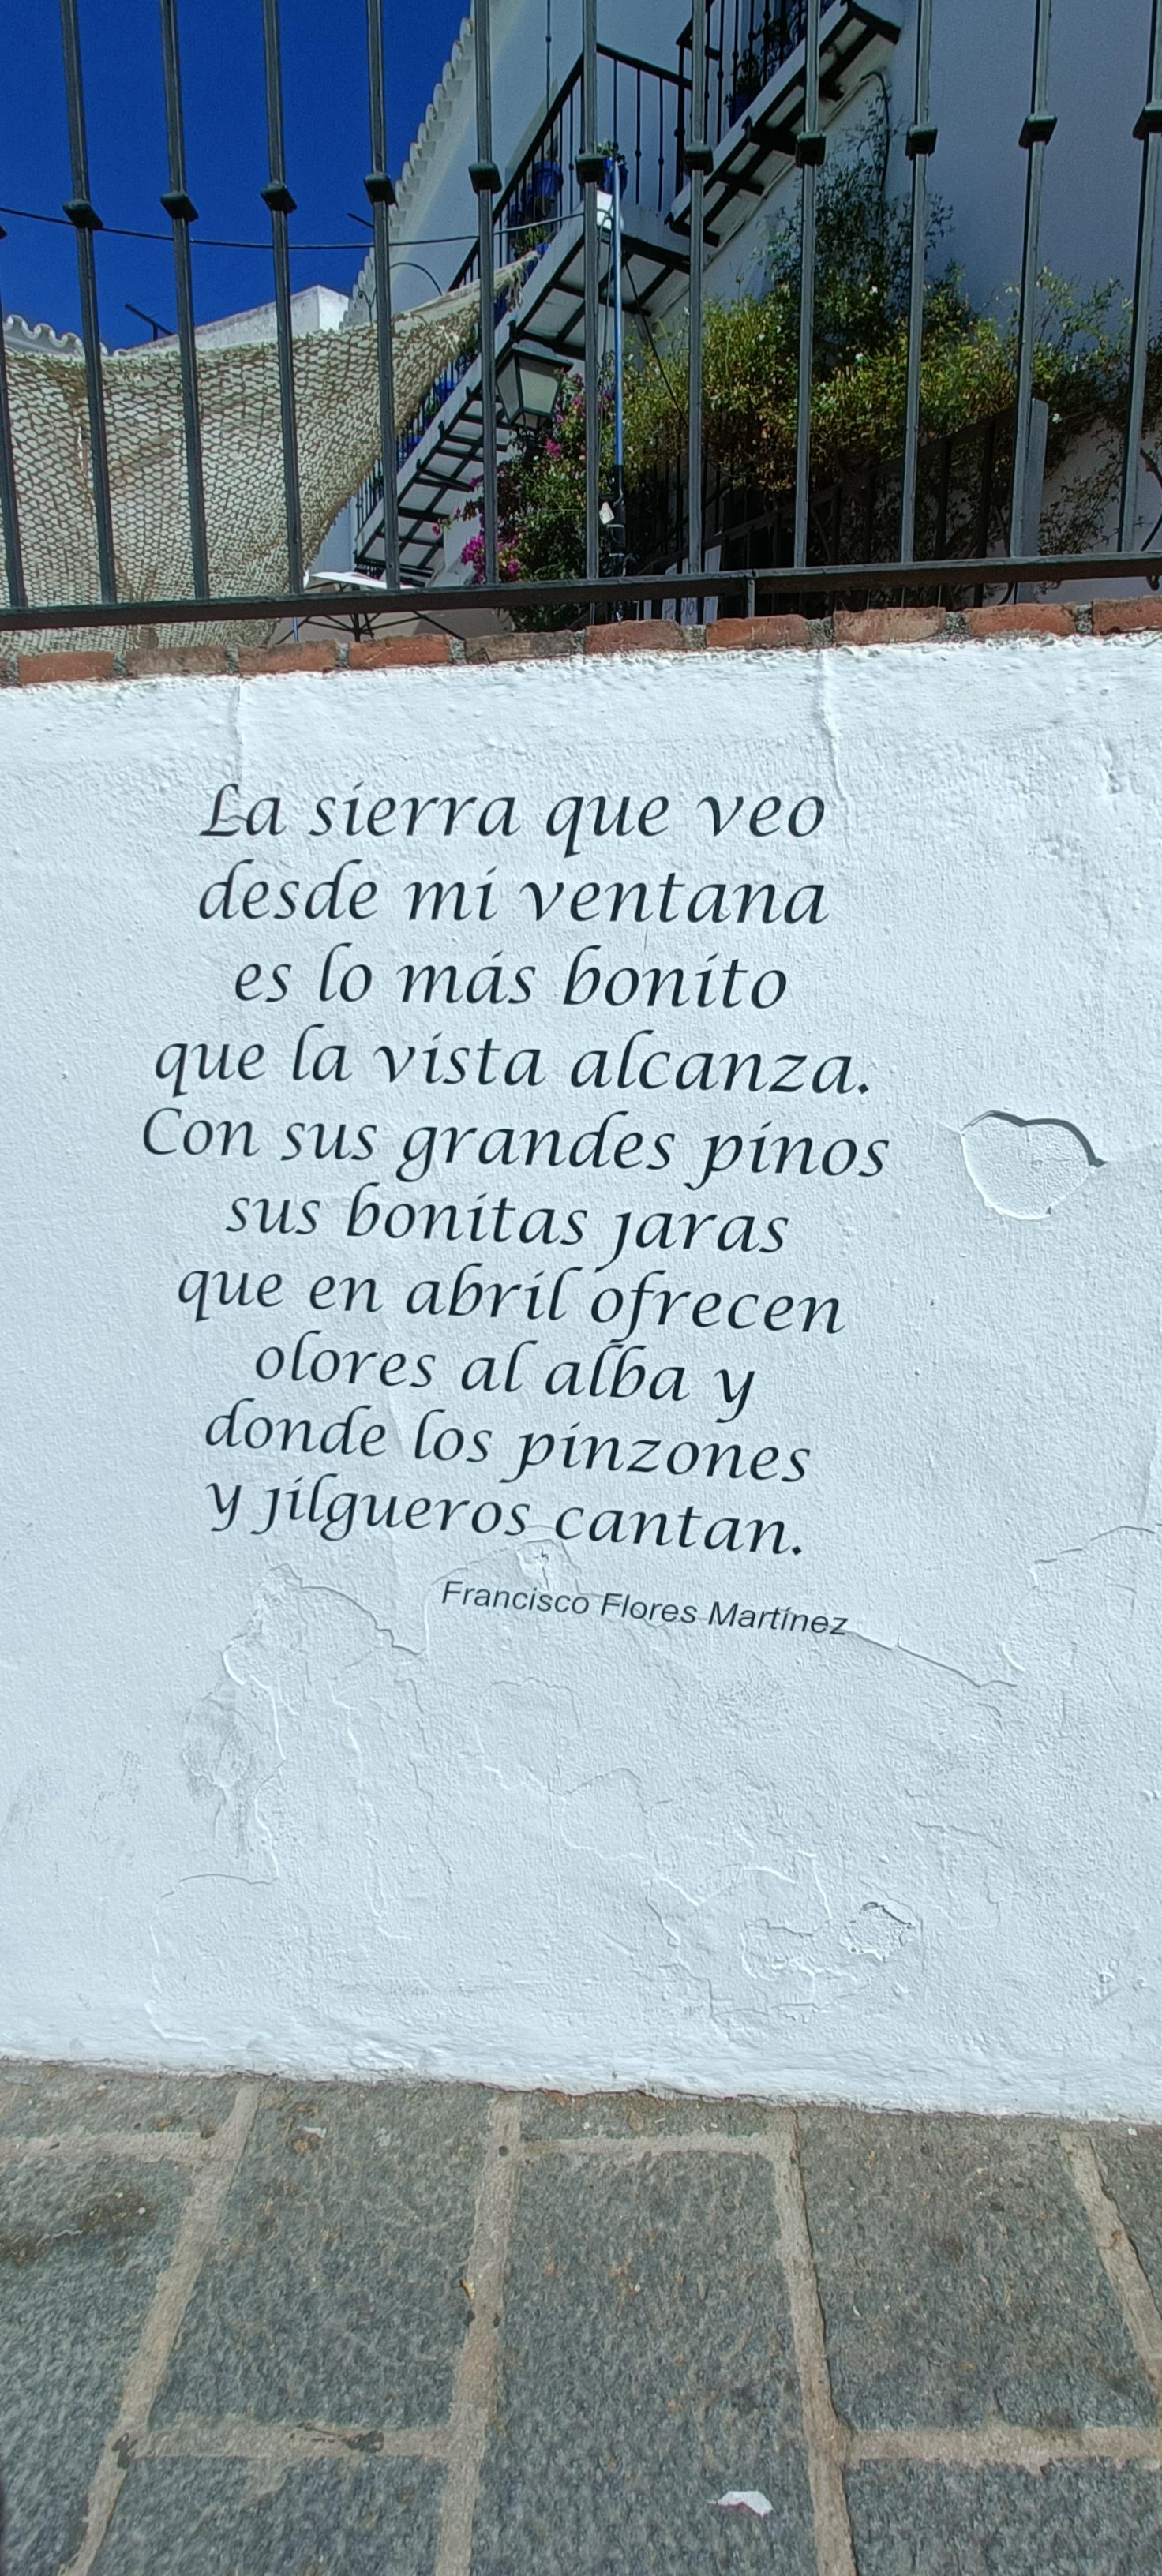 La sierra que veo
desde mi ventana
es lo más bonito
que la vista alcanza.
Con sus grandes pinos
sus bonitas jaras
que en abril ofrecen
olores al alba y
donde los pinzones
y jilgueros cantan.
Francisco Flores Martínez